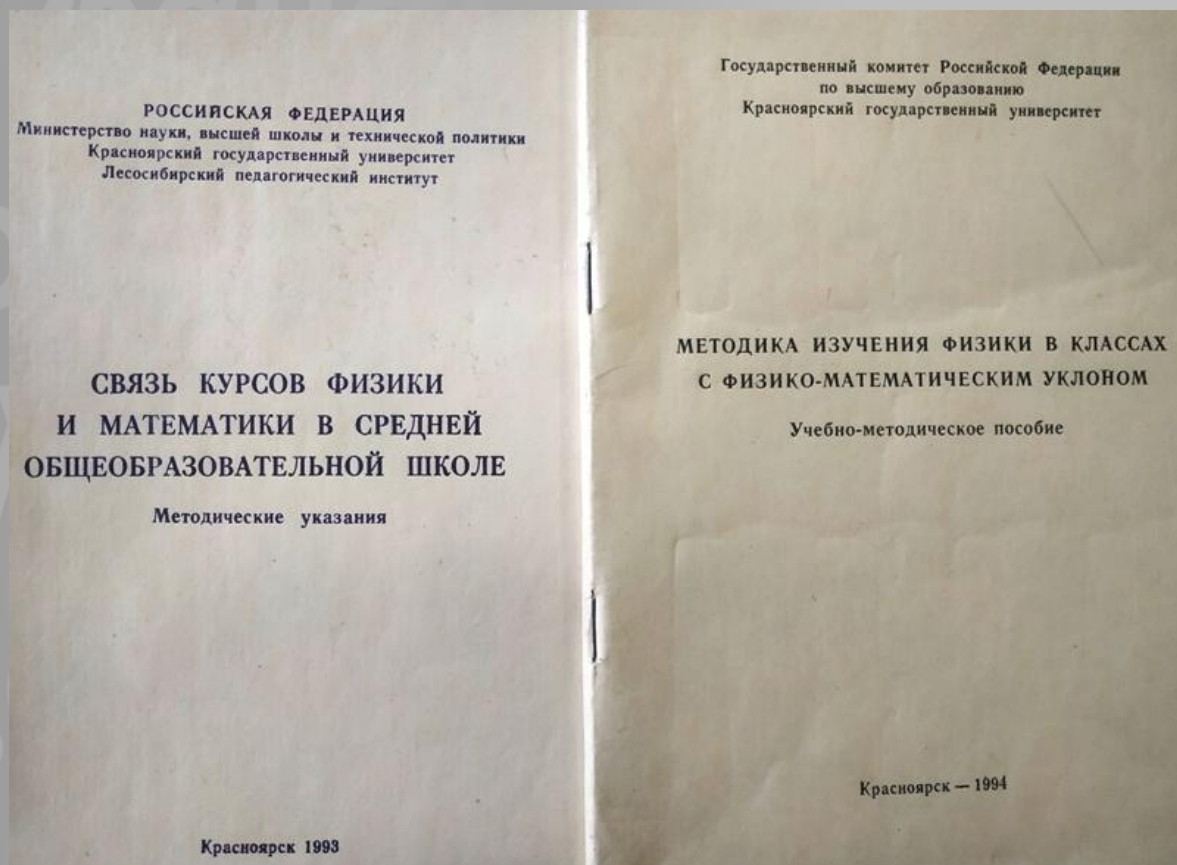 РОССИЙСКАЯ ФЕДЕРАЦИЯ
Министерство науки, высшей школы и технической политики
Красноярский государственный университет
Лесосибирский педагогический институт
СВЯЗЬ КУРСОВ ФИЗИКИ
И МАТЕМАТИКИ В СРЕДНЕЙ
ОБЩЕОБРАЗОВАТЕЛЬНОЙ ШКОЛЕ
Методические указания
Красноярск 1993
Государственный комитет Российской Федерации
по высшему образованию
Красноярский государственный университет
МЕТОДИКА ИЗУЧЕНИЯ ФИЗИКИ В КЛАССАХ
С ФИЗИКО-МАТЕМАТИЧЕСКИМ УКЛОНОМ
Учебно-методическое пособие
Красноярск — 1994